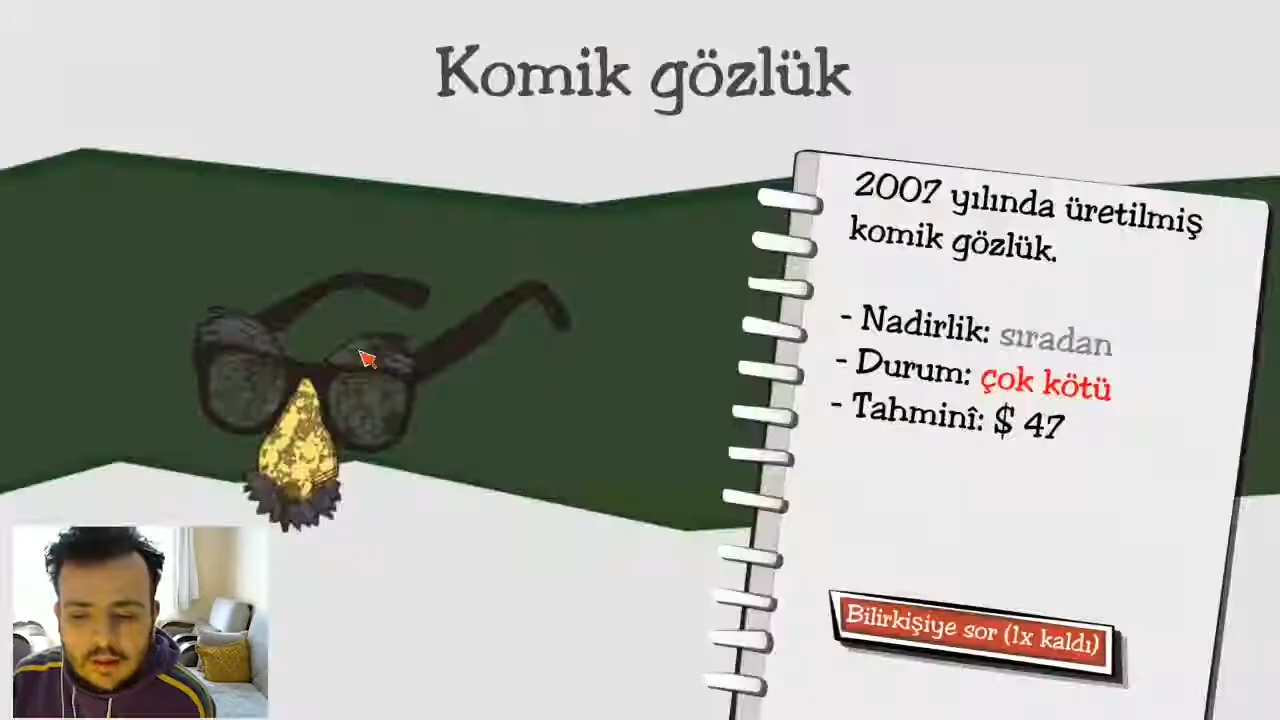 Komik gözlük
2007 yılında üretilmiş
komik gözlük.
- Nadirlik: sıradan
- Durum: çok kötü
- Tahminî: $ 47
Bilirkişiye sor (1x kaldı)